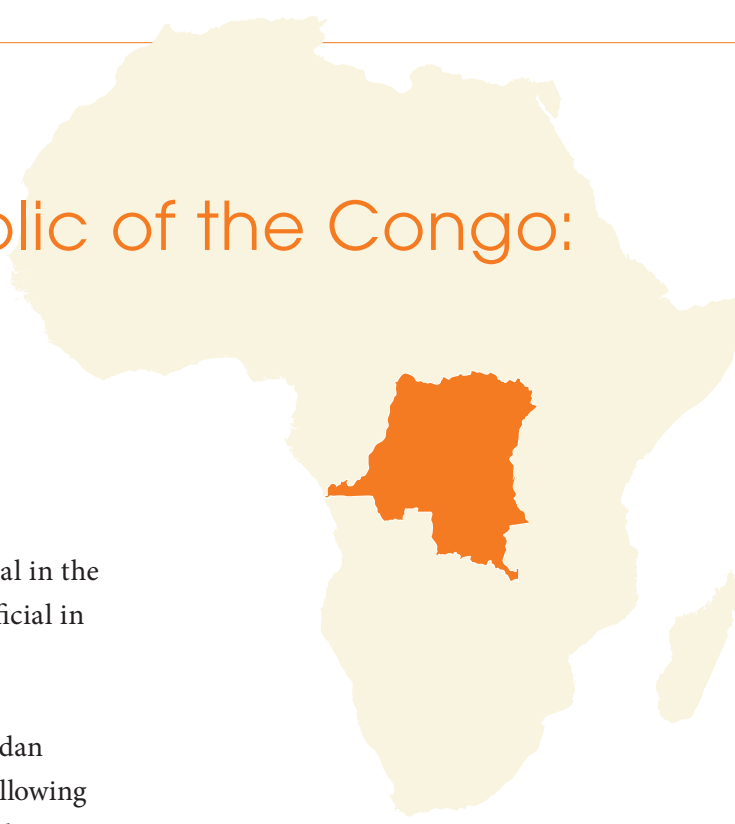 blic of the Congo:
al in the
ficial in
dan
llowing